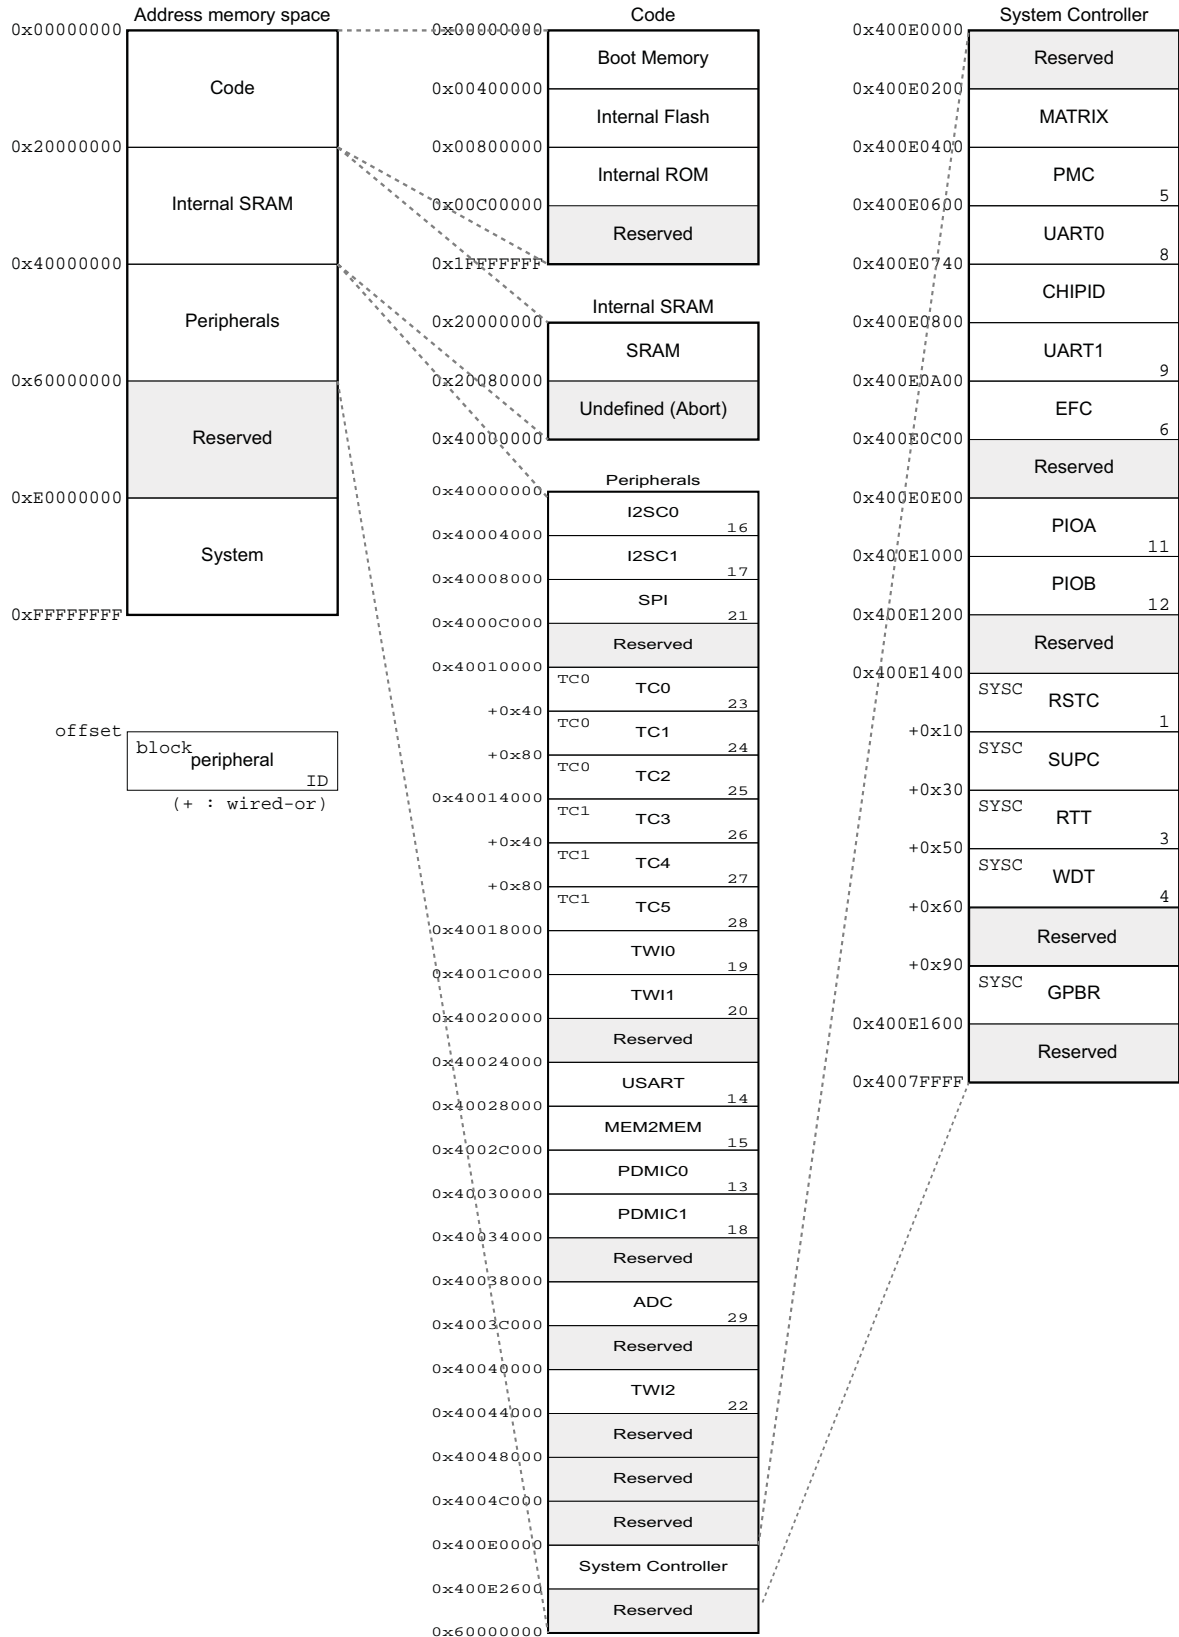 Address memory space
0x00000000
Code
0x20000000
Internal SRAM
0x40000000
Peripherals
0x60000000
Reserved
0xE0000000
System
0xFFFFFFFF
offset
block
peripheral
ID
(+ : wired-or)
Code
0x00000000
Boot Memory
0x00400000
Internal Flash
0x00800000
Internal ROM
0x00C00000
Reserved
0x1FFFFFFF
Internal SRAM
0x20000000
SRAM
0x20080000
Undefined (Abort)
0x40000000
Peripherals
0x40000000
I2SC0
16
0x40004000
I2SC1
17
0x40008000
SPI
21
0x4000C000
Reserved
0x40010000
TC0
TC0
23
+0x40
TC0
TC1
24
+0x80
TC0
TC2
25
0x40014000
TC1
TC3
26
+0x40
TC1
TC4
27
+0x80
TC1
TC5
28
0x40018000
TWI0
19
0x4001C000
TWI1
20
0x40020000
Reserved
0x40024000
USART
14
0x40028000
MEM2MEM
15
0x4002C000
PDMIC0
13
0x40030000
PDMIC1
18
0x40034000
Reserved
0x40038000
ADC
29
0x4003C000
Reserved
0x40040000
TWI2
22
0x40044000
Reserved
0x40048000
Reserved
0x4004C000
Reserved
0x400E0000
System Controller
0x400E2600
Reserved
0x60000000
System Controller
0x400E0000
Reserved
0x400E0200
MATRIX
0x400E0400
PMC
5
0x400E0600
UART0
8
0x400E0740
CHIPID
0x400E0800
UART1
9
0x400E0A00
EFC
6
0x400E0C00
Reserved
0x400E0E00
PIOA
11
0x400E1000
PIOB
12
0x400E1200
Reserved
0x400E1400
SYSC
RSTC
1
+0x10
SYSC
SUPC
+0x30
SYSC
RTT
3
+0x50
SYSC
WDT
4
+0x60
Reserved
+0x90
SYSC
GPBR
0x400E1600
Reserved
0x4007FFFF